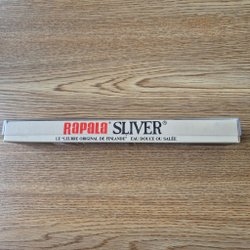 RAPALA® SLIVER®
LE "LEURRE ORIGINAL DE FINLANDE" EAU DOUCE OU SALÉE